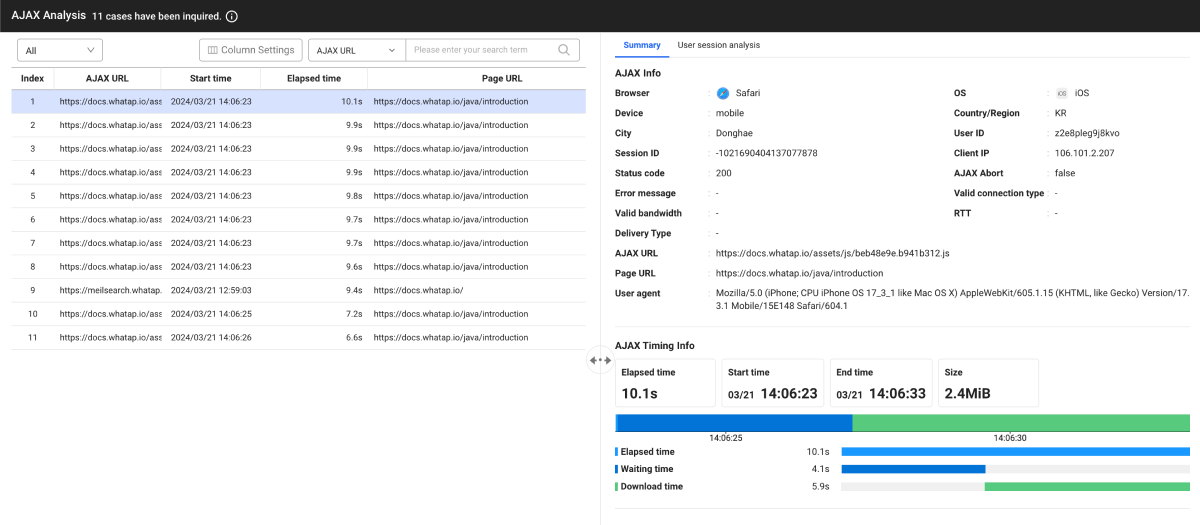 AJAX Analysis 11 cases have been inquired.
All
Column Settings
AJAX URL
Please enter your search term
Index AJAX URL Start time Elapsed time Page URL
1 https://docs.whatap.io/ass 2024/03/21 14:06:23 10.1s https://docs.whatap.io/java/introduction
2 https://docs.whatap.io/ass 2024/03/21 14:06:23 9.9s https://docs.whatap.io/java/introduction
3 https://docs.whatap.io/ass 2024/03/21 14:06:23 9.9s https://docs.whatap.io/java/introduction
4 https://docs.whatap.io/ass 2024/03/21 14:06:23 9.9s https://docs.whatap.io/java/introduction
5 https://docs.whatap.io/ass 2024/03/21 14:06:23 9.8s https://docs.whatap.io/java/introduction
6 https://docs.whatap.io/ass 2024/03/21 14:06:23 9.7s https://docs.whatap.io/java/introduction
7 https://docs.whatap.io/ass 2024/03/21 14:06:23 9.7s https://docs.whatap.io/java/introduction
8 https://docs.whatap.io/ass 2024/03/21 14:06:23 9.6s https://docs.whatap.io/java/introduction
9 https://meilsearch.whatap. 2024/03/21 12:59:03 9.4s https://docs.whatap.io/
10 https://docs.whatap.io/ass 2024/03/21 14:06:25 7.2s https://docs.whatap.io/java/introduction
11 https://docs.whatap.io/ass 2024/03/21 14:06:26 6.6s https://docs.whatap.io/java/introduction
Summary User session analysis
AJAX Info
Browser : Safari OS : iOS iOS
Device : mobile Country/Region : KR
City : Donghae User ID : z2e8pleg9j8kvo
Session ID : -1021690404137077878 Client IP : 106.101.2.207
Status code : 200 AJAX Abort : false
Error message : - Valid connection type : -
Valid bandwidth : - RTT : -
Delivery Type : -
AJAX URL : https://docs.whatap.io/assets/js/beb48e9e.b941b312.js
Page URL : https://docs.whatap.io/java/introduction
User agent : Mozilla/5.0 (iPhone; CPU iPhone OS 17_3_1 like Mac OS X) AppleWebKit/605.1.15 (KHTML, like Gecko) Version/17.
3.1 Mobile/15E148 Safari/604.1
AJAX Timing Info
Elapsed time Start time End time Size
10.1s 03/21 14:06:23 03/21 14:06:33 2.4MiB
14:06:25 14:06:30
Elapsed time 10.1s
Waiting time 4.1s
Download time 5.9s